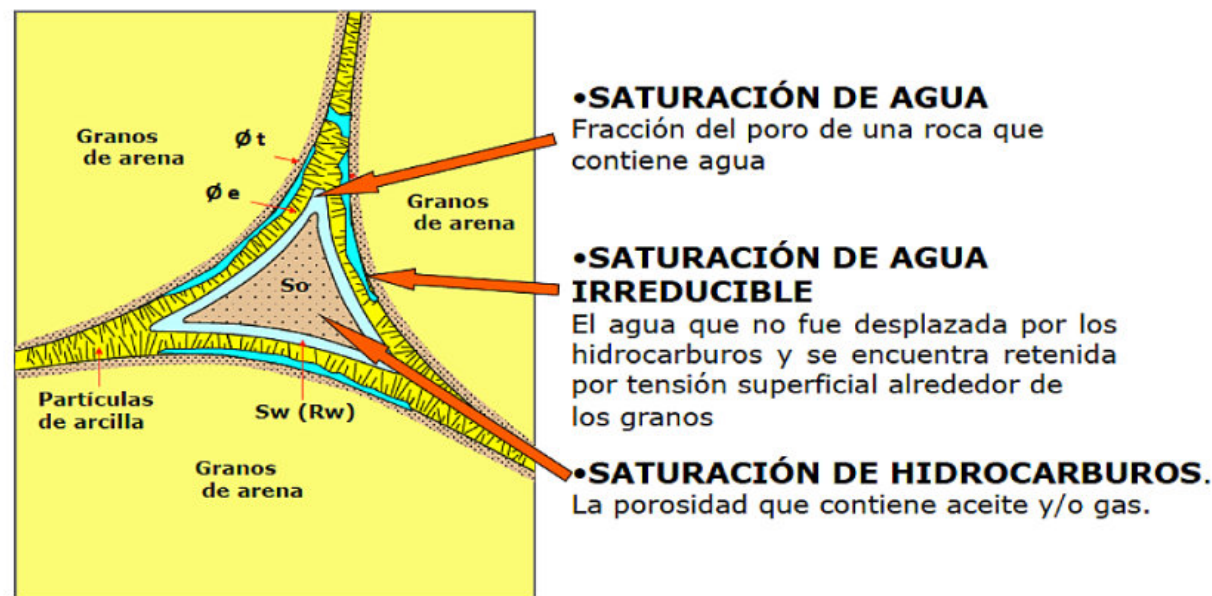 Granos
de arena
Ø t
Ø e
Granos
de arena
So
Partículas
de arcilla
Sw (Rw)
Granos
de arena
•SATURACIÓN DE AGUA
Fracción del poro de una roca que
contiene agua
•SATURACIÓN DE AGUA
IRREDUCIBLE
El agua que no fue desplazada por los
hidrocarburos y se encuentra retenida
por tensión superficial alrededor de
los granos
•SATURACIÓN DE HIDROCARBUROS.
La porosidad que contiene aceite y/o gas.